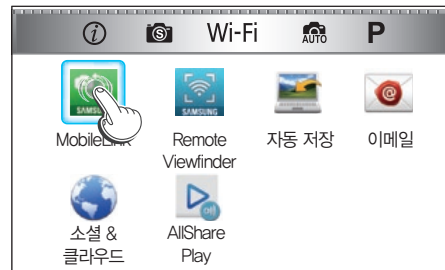 Wi-Fi AUTO P
SAMSUNG SAMSUNG
Remote 자동 저장 이메일
Viewfinder
소셜 & AllShare
클라우드 Play